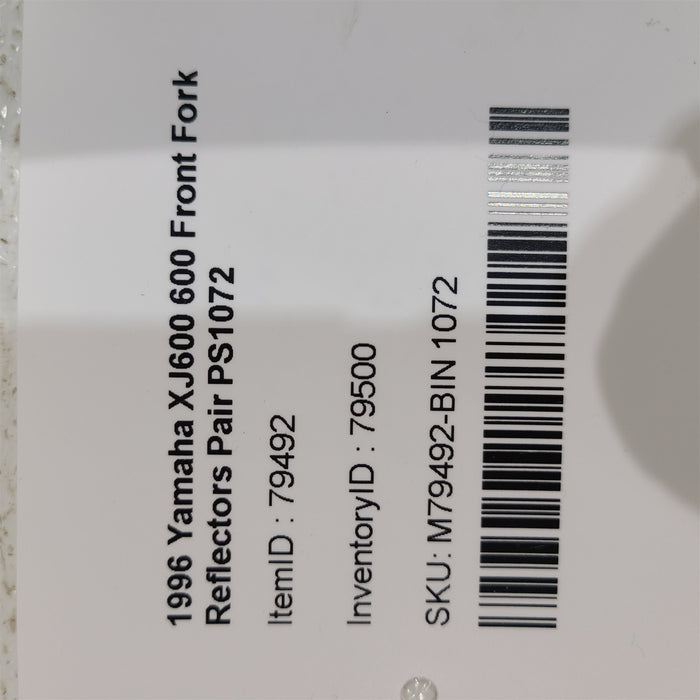 1996 Yamaha XJ600 600 Front Fork
Reflectors Pair PS1072
ItemID : 79492
InventoryID : 79500
SKU: M79492-BIN 1072